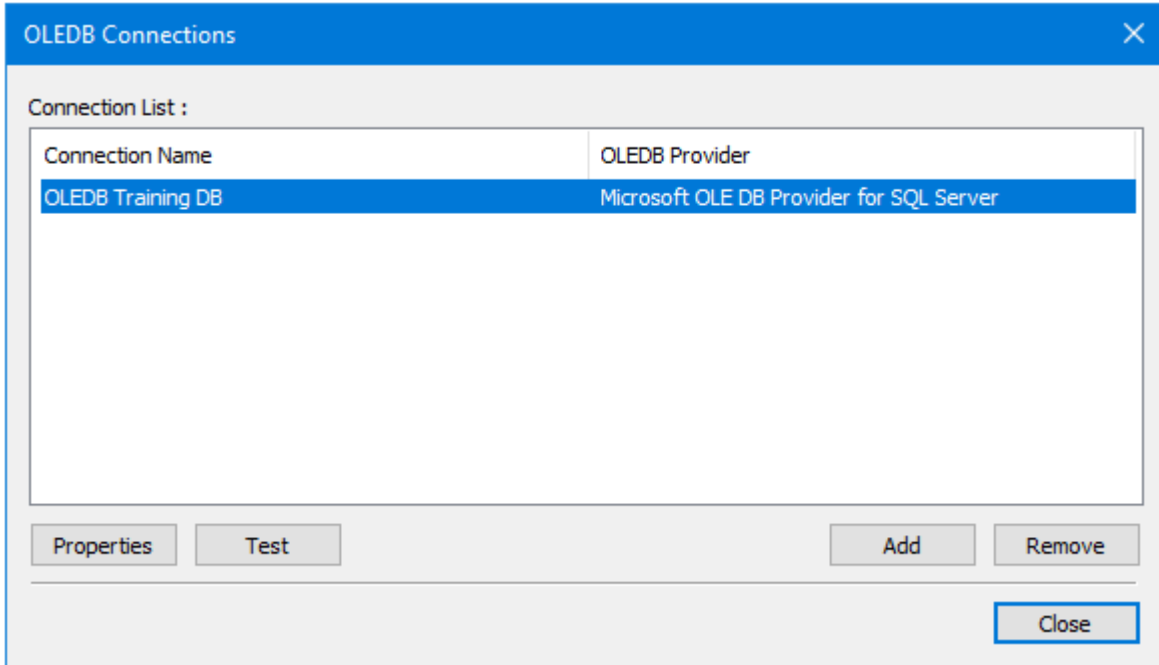 OLEDB Connections
Connection List :
Connection Name OLEDB Provider
OLEDB Training DB Microsoft OLE DB Provider for SQL Server
Properties Test Add Remove
Close